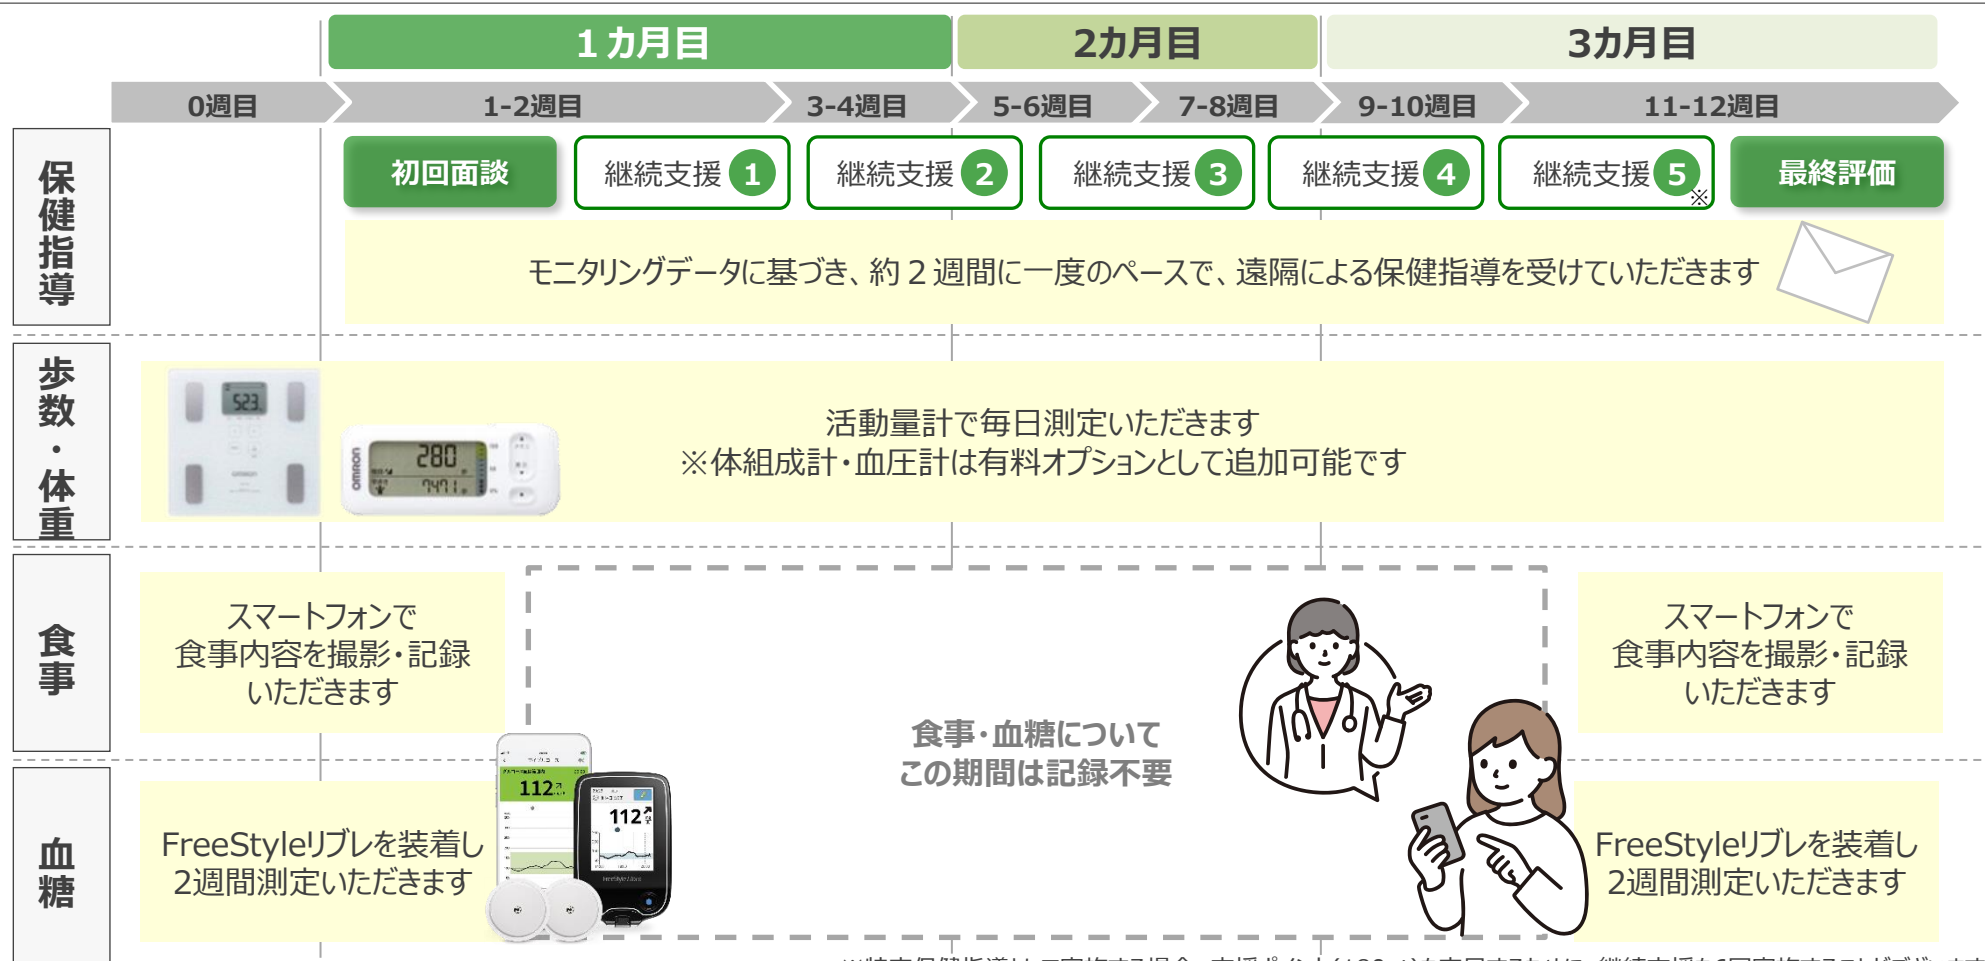 1カ月目
2カ月目
3カ月目
0週目
1-2週目
3-4週目
5-6週目
7-8週目
9-10週目
11-12週目
保健指導
初回面談
継続支援 1
継続支援 2
継続支援 3
継続支援 4
継続支援 5
※
最終評価
モニタリングデータに基づき、約2週間に一度のペースで、遠隔による保健指導を受けていただきます
歩数・体重
523
OMRON
280
7471
活動量計で毎日測定いただきます
※体組成計・血圧計は有料オプションとして追加可能です
食事
スマートフォンで
食事内容を撮影・記録
いただきます
食事・血糖について
この期間は記録不要
スマートフォンで
食事内容を撮影・記録
いただきます
血糖
112
112
FreeStyleリブレを装着し
2週間測定いただきます
FreeStyleリブレを装着し
2週間測定いただきます